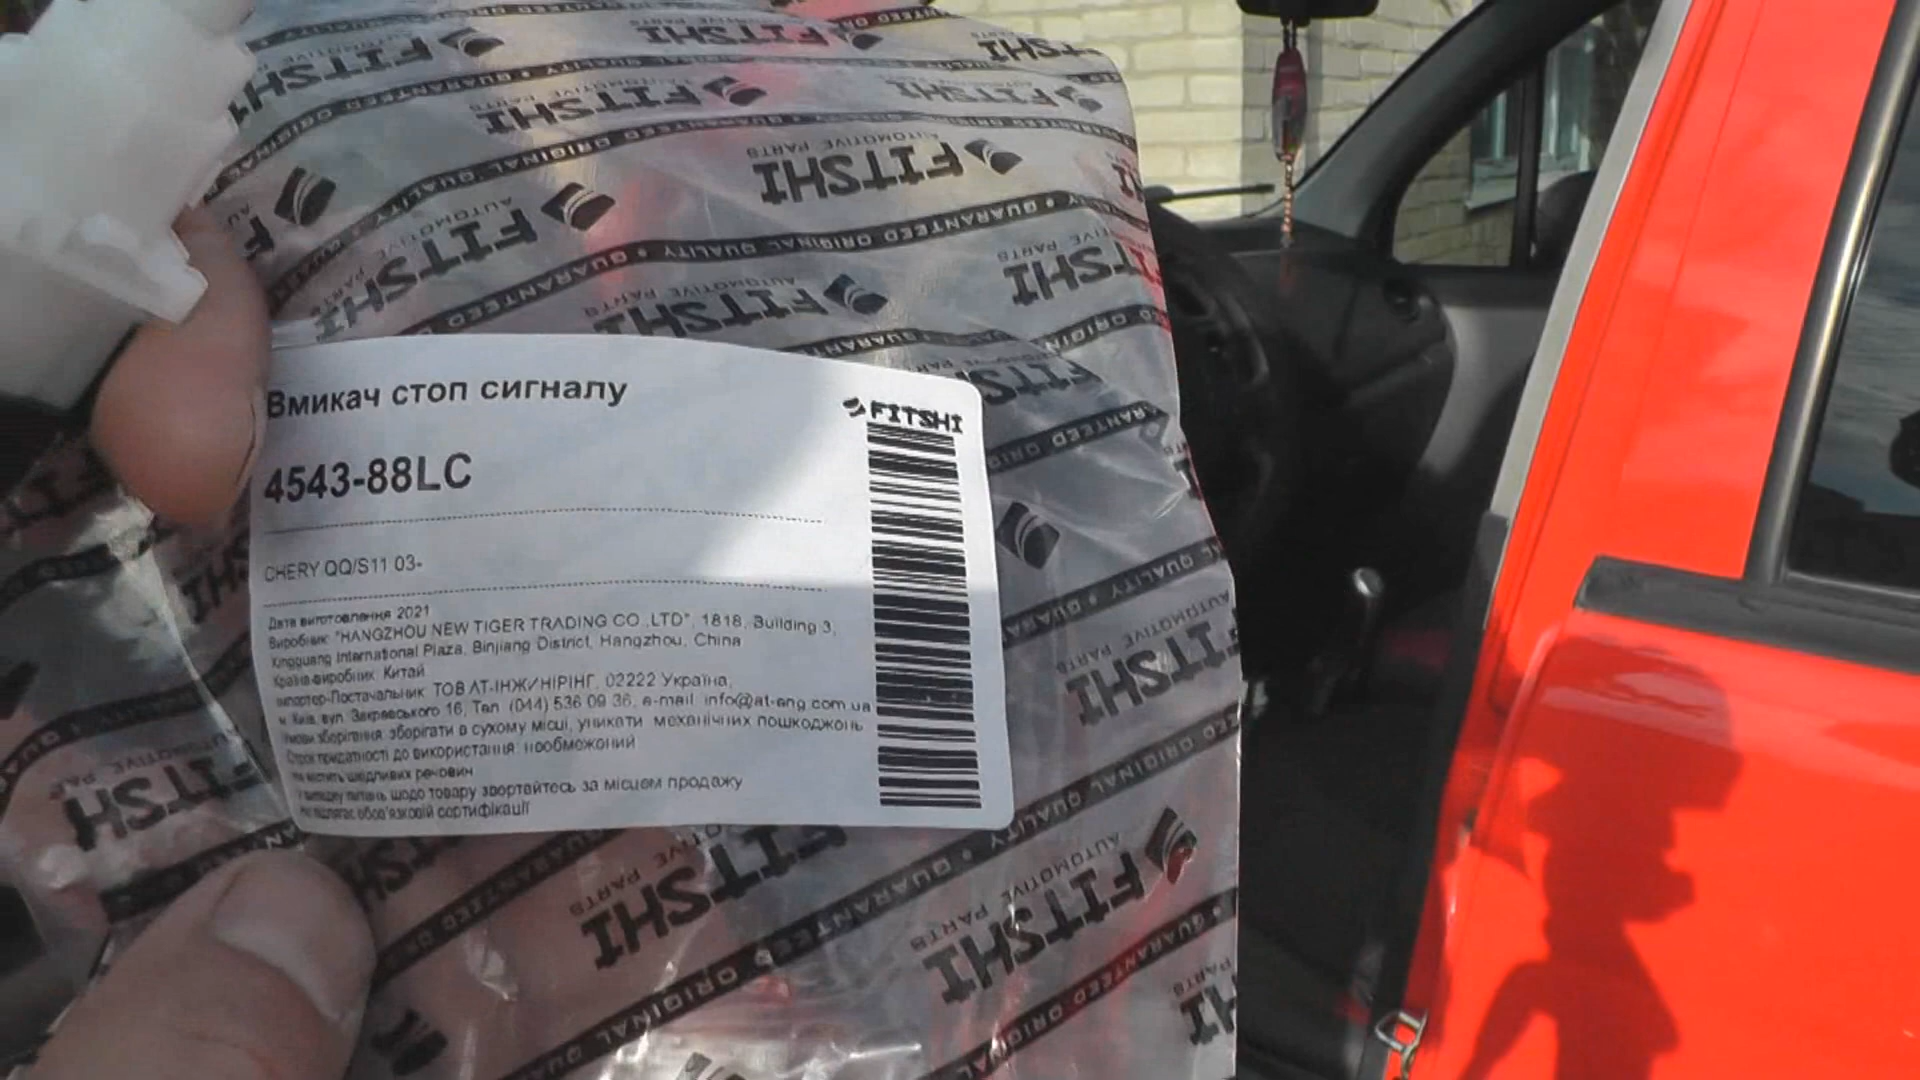 Вмикач стоп сигналу
FITSHI
4543-88LC
CHERY QQ/S11 03-
Дата виготовлення 2021
Виробник: "HANGZHOU NEW TIGER TRADING CO.,LTD", 1818, Building 3,
Xingguang International Plaza, Binjiang District, Hangzhou, China
Країна-виробник: Китай
Імпортер-Постачальник: ТОВ АТ-ІНЖИНІРІНГ, 02222 Україна,
м. Київ, вул. Закревського 16, Тел. (044) 536 09 36, e-mail: info@at-eng.com.ua
Умови зберігання: зберігати в сухому місці, уникати механічних пошкоджень
Строк придатності до використання: необмежений
Не містить шкідливих речовин
У випадку питань щодо товару звертайтесь за місцем продажу
Не підлягає обов'язковій сертифікації
FITSHI
AUTOMOTIVE PARTS
GUARANTEED ORIGINAL QUALITY